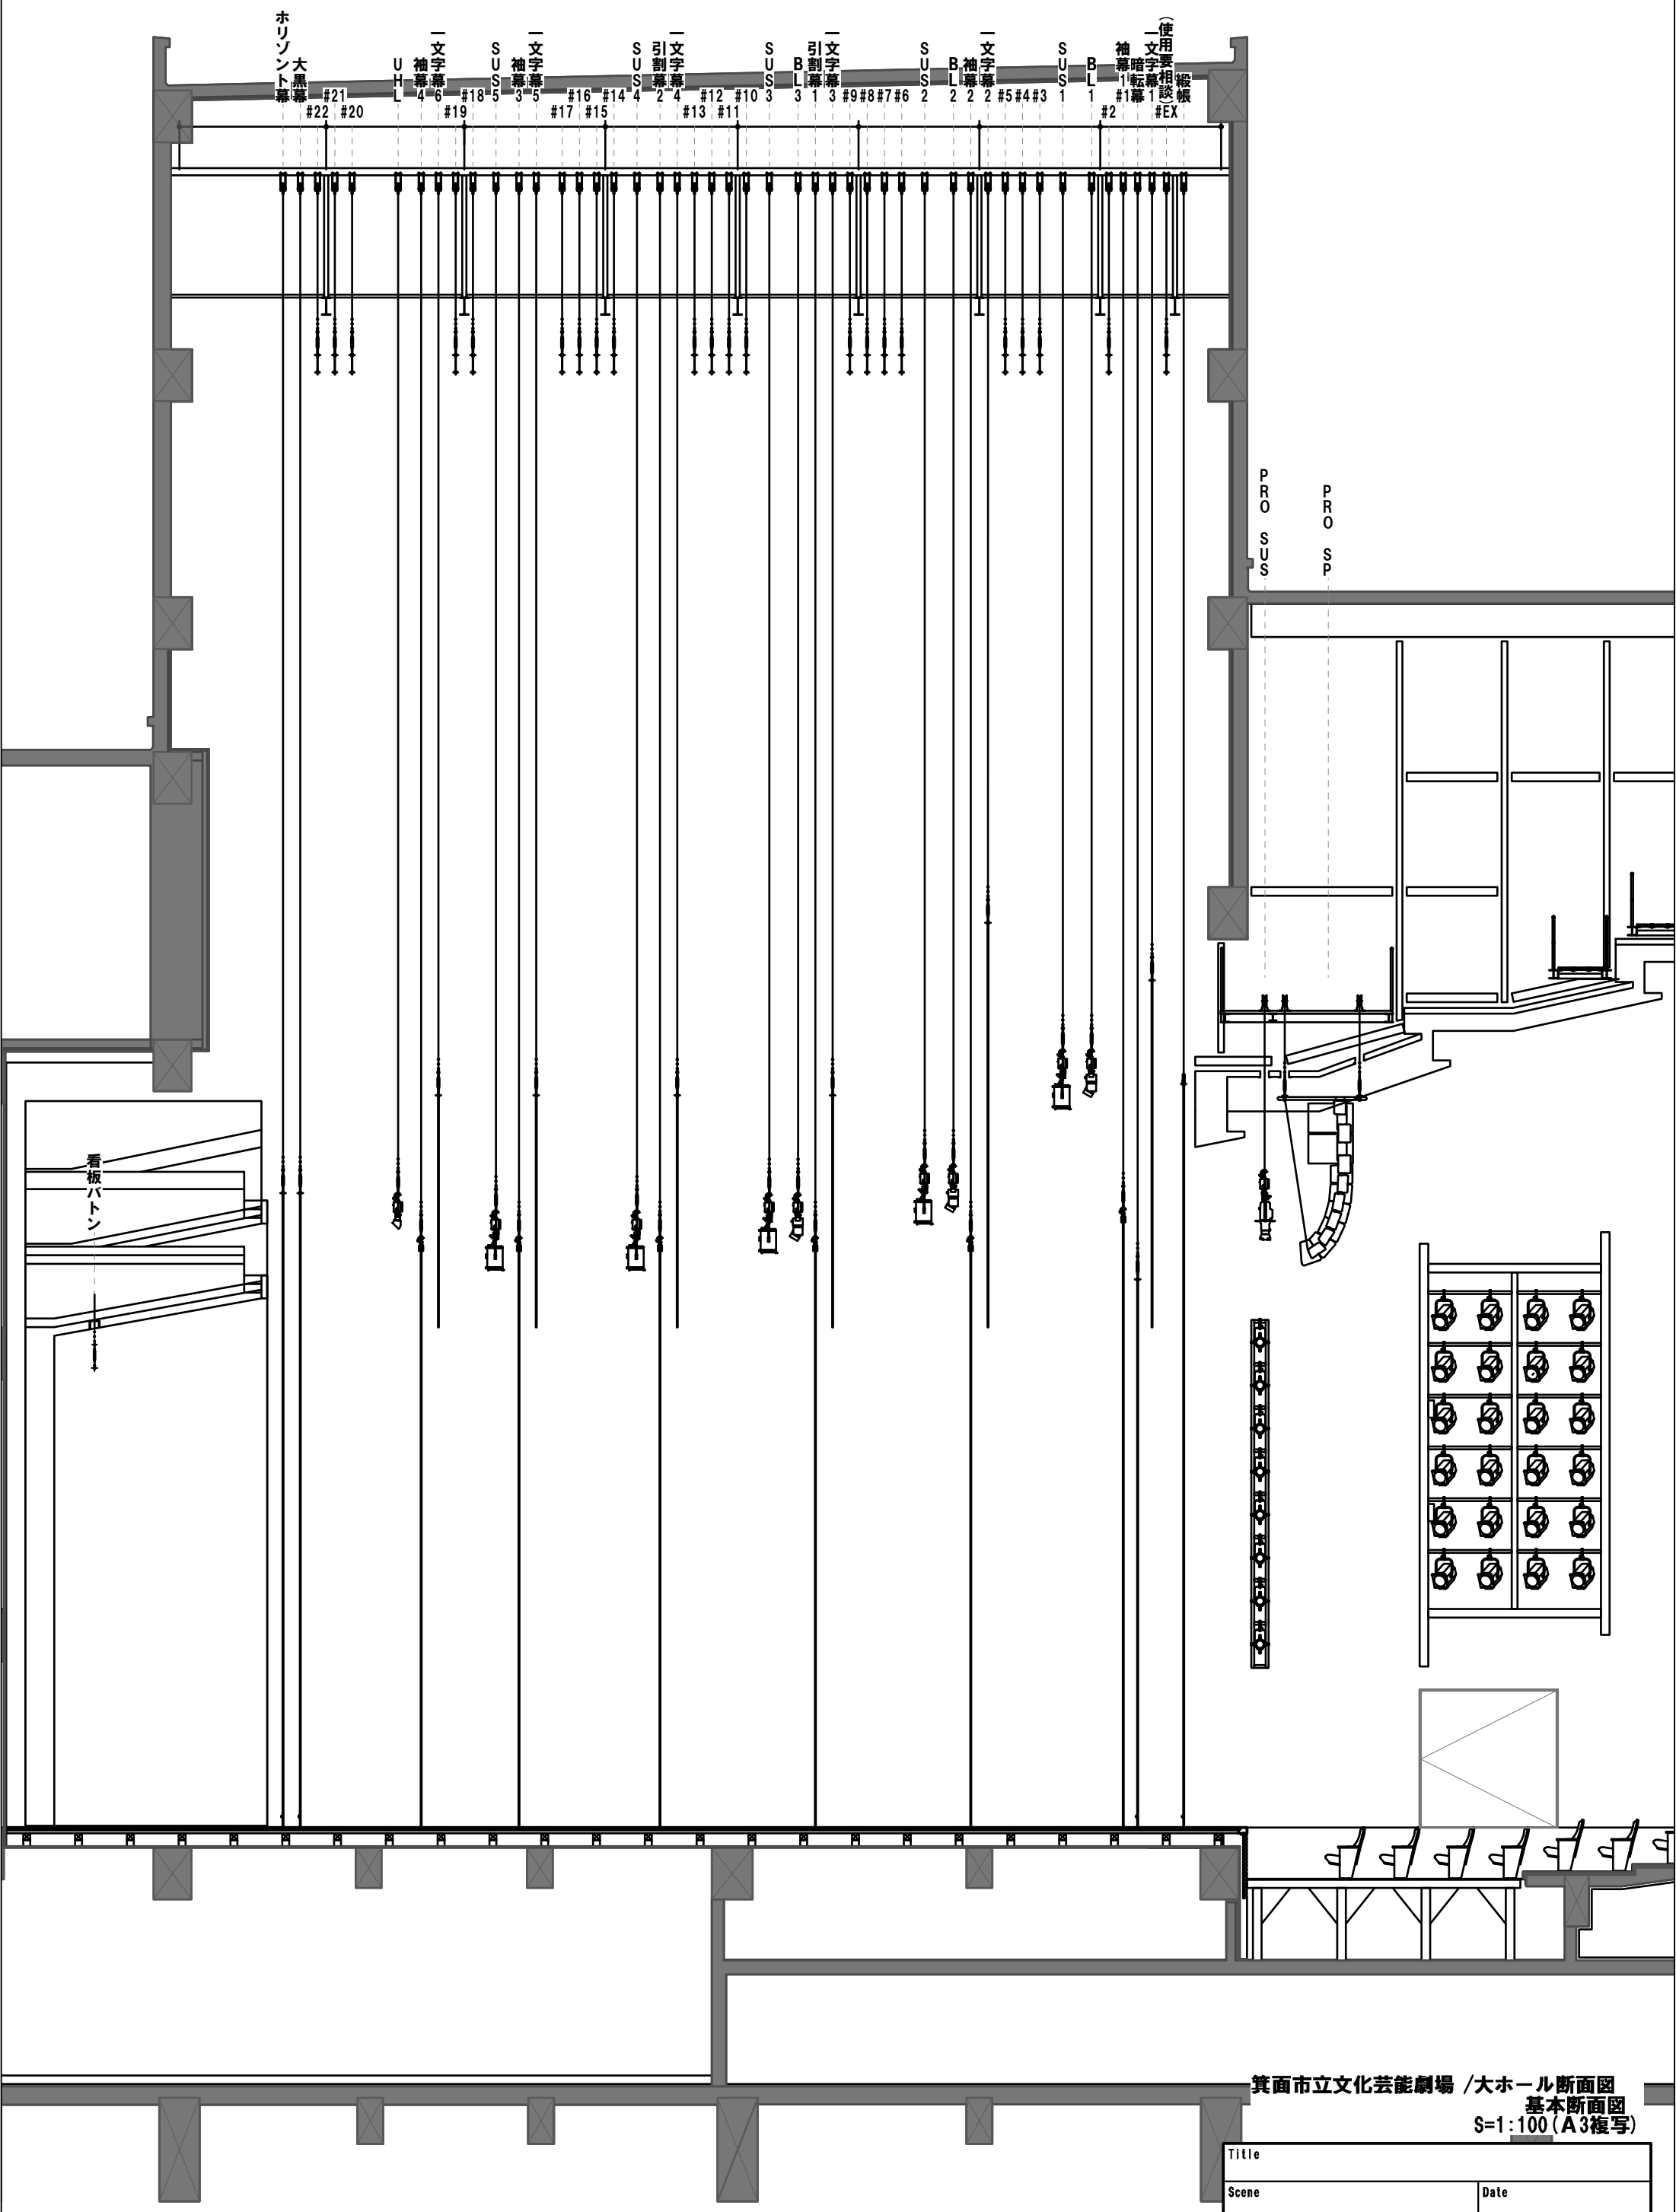 ホリゾント幕
大黒幕
#22
#21
#20
UHL
袖幕4
一文字幕6
#19
#18
SUS5
袖幕3
一文字幕5
#17
#16
#15
#14
SUS4
引割幕2
一文字幕4
#13
#12
#11
#10
SUS3
BL3
引割幕1
一文字幕3
#9
#8
#7
#6
SUS2
BL2
袖幕2
一文字幕2
#5
#4
#3
SUS1
BL1
#2
袖幕1
#1
暗転幕
一文字幕1
(使用要相談)
#EX
緞帳
PRO SUS
PRO SP
看板バトン
箕面市立文化芸能劇場 /大ホール断面図
基本断面図
S=1:100(A3複写)
Title
Scene
Date